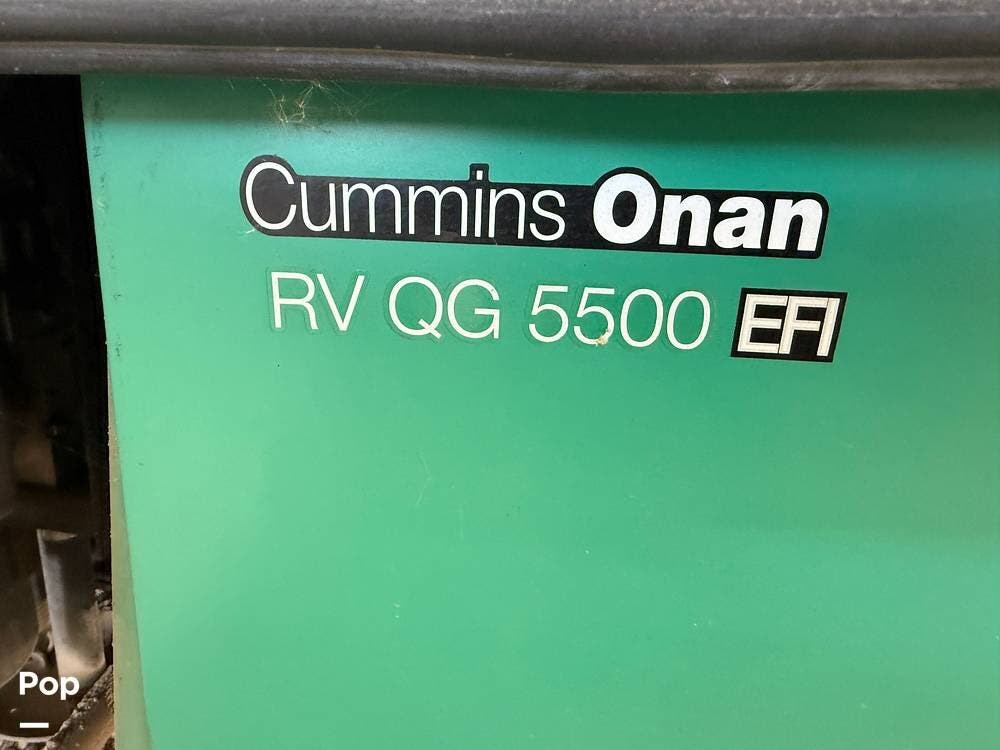 Cummins Onan
RV QG 5500 EFI
Pop